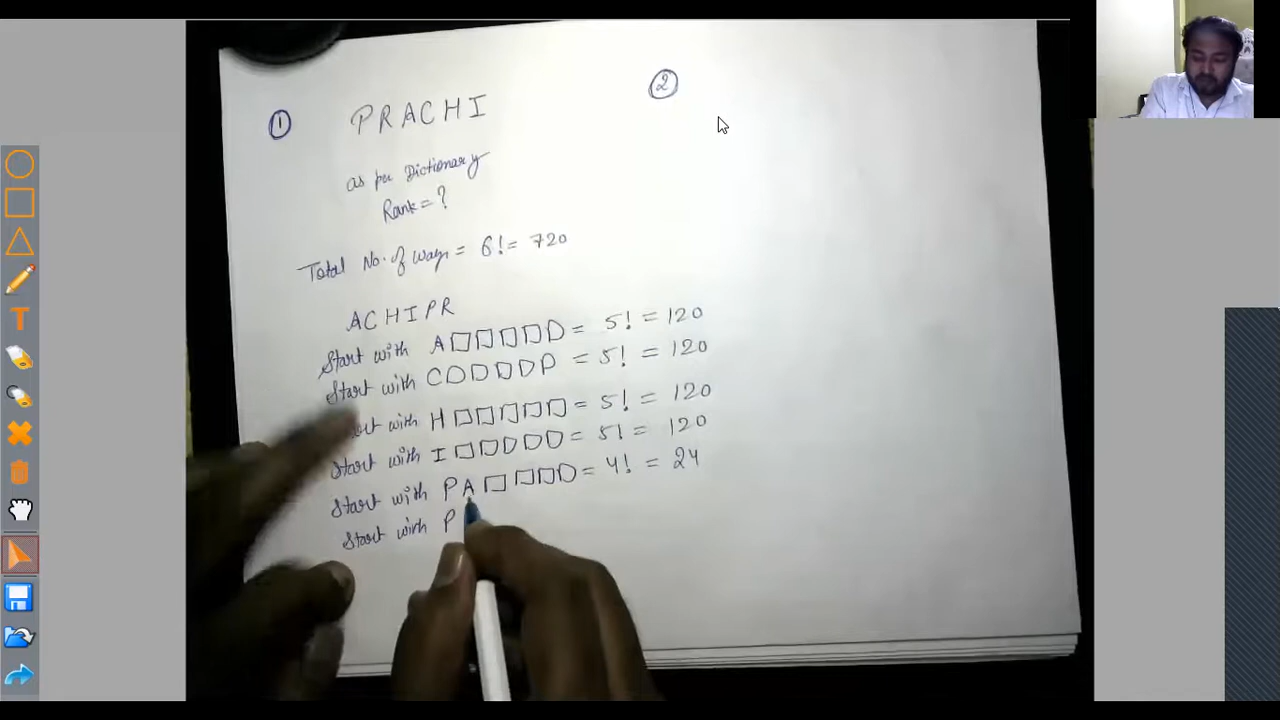 ① PRACHI
as per Dictionary
Rank = ?
Total No. of ways = 6! = 720
ACHIPR
Start with A□□□□□ = 5! = 120
Start with C□□□□□ = 5! = 120
Start with H□□□□□ = 5! = 120
Start with I□□□□□ = 5! = 120
Start with PA□□□□ = 4! = 24
Start with P
②
T